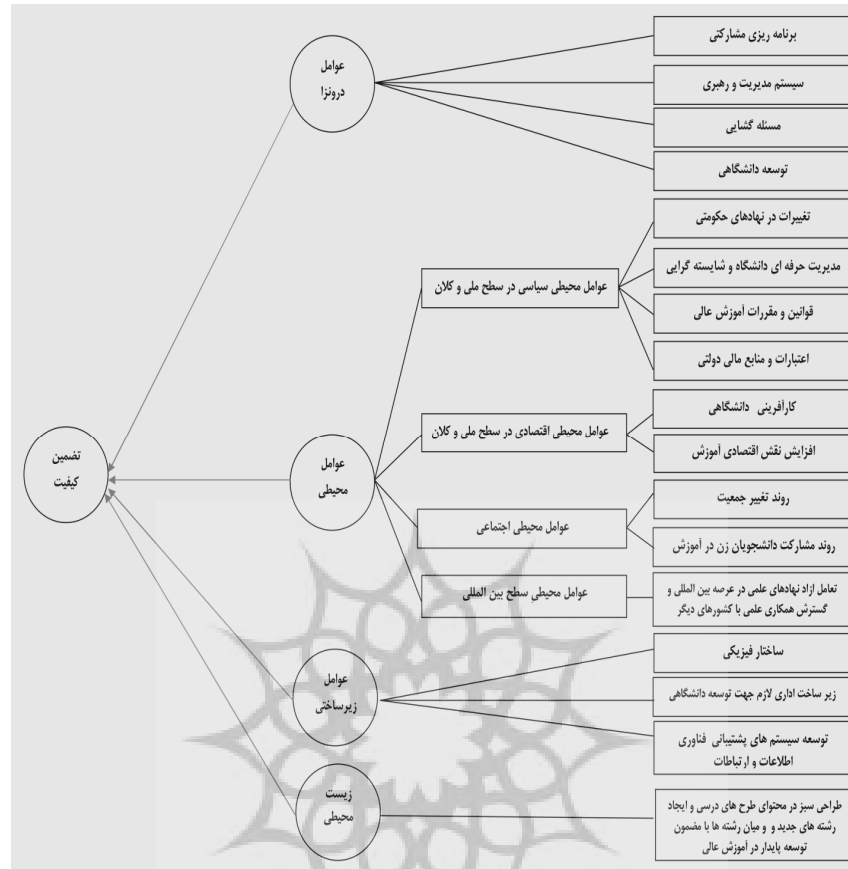 عوامل
درونزا
برنامه ریزی مشارکتی
سیستم مدیریت و رهبری
مسئله گشایی
توسعه دانشگاهی
تغییرات در نهادهای حکومتی
مدیریت حرفه ای دانشگاه و شایسته گرایی
عوامل محیطی سیاسی در سطح ملی و کلان
قوانین و مقررات آموزش عالی
اعتبارات و منابع مالی دولتی
کارآفرینی دانشگاهی
عوامل محیطی اقتصادی در سطح ملی و کلان
افزایش نقش اقتصادی آموزش
تضمین
کیفیت
عوامل
محیطی
روند تغییر جمعیت
عوامل محیطی اجتماعی
روند مشارکت دانشجویان زن در آموزش
عوامل محیطی سطح بین المللی
تعامل ازاد نهادهای علمی در عرصه بین المللی و
گسترش همکاری علمی با کشورهای دیگر
عوامل
زیرساختی
ساختار فیزیکی
زیر ساخت اداری لازم جهت توسعه دانشگاهی
توسعه سیستم های پشتیبانی فناوری
اطلاعات و ارتباطات
زیست
محیطی
طراحی سبز در محتوای طرح های درسی و ایجاد
رشته های جدید و و میان رشته ها با مضمون
توسعه پایدار در آموزش عالی